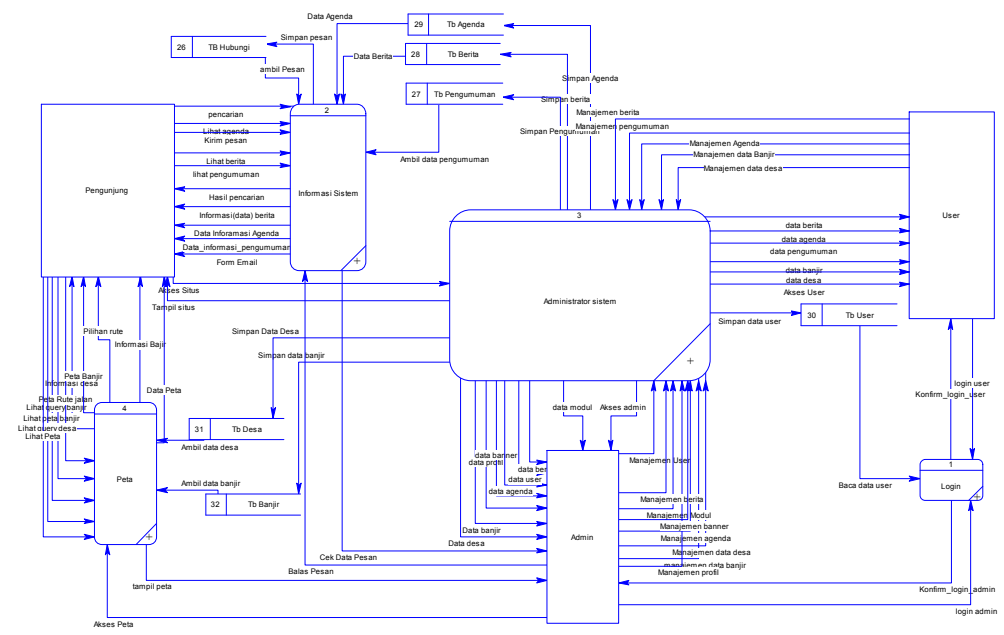 Data Agenda
29 Tb Agenda
Simpan pesan
26 TB Hubungi
28 Tb Berita
Data Berita
ambil Pesan
Simpan Agenda
27 Tb Pengumuman
Simpan berita
2
pencarian
Manajemen berita
Manajemen pengumuman
Lihat agenda
Simpan Pengumuman
Kirim pesan
Manajemen Agenda
Manajemen data Banjir
Lihat berita
Ambil data pengumuman
Manajemen data desa
lihat pengumuman
Pengunjung
Informasi Sistem
Hasil pencarian
3
User
Informasi(data) berita
data berita
Data Inforamasi Agenda
data agenda
Data_informasi_pengumuman
data pengumuman
Form Email
data banjir
data desa
Akses Situs
Akses User
Administrator sistem
Tampil situs
30 Tb User
Simpan data user
Pilihan rute
Simpan Data Desa
Informasi Bajir
Simpan data banjir
Peta Banjir
Informasi desa
login user
Data Peta
Konfirm_login_user
Peta Rute jalan
Lihat query banjir
4
data modul
Akses admin
Lihat peta banjir
Lihat query desa
31 Tb Desa
Lihat Peta
Ambil data desa
data banner
data profil
data ber
Manajemen User
1
Peta
data user
Baca data user
Login
Ambil data banjir
data agenda
32 Tb Banjir
Manajemen berita
Manajemen Modul
Manajemen banner
Data banjir
Admin
Manajemen agenda
Data desa
Manajemen data desa
Cek Data Pesan
manajemen data banjir
Balas Pesan
Manajemen profil
tampil peta
Konfirm_login_admin
login admin
Akses Peta